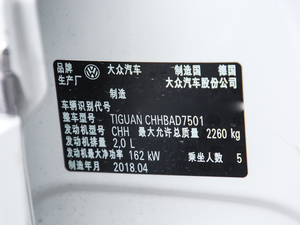 品牌 大众汽车 制造国 德国
生产厂 大众汽车股份公司
制造
车辆识别代号
整车型号 TIGUAN CHHBAD7501
发动机型号 CHH 最大允许总质量 2260 kg
发动机排量 2,0 L
发动机最大净功率 162 kW 乘坐人数 5
制造年月 2018.04